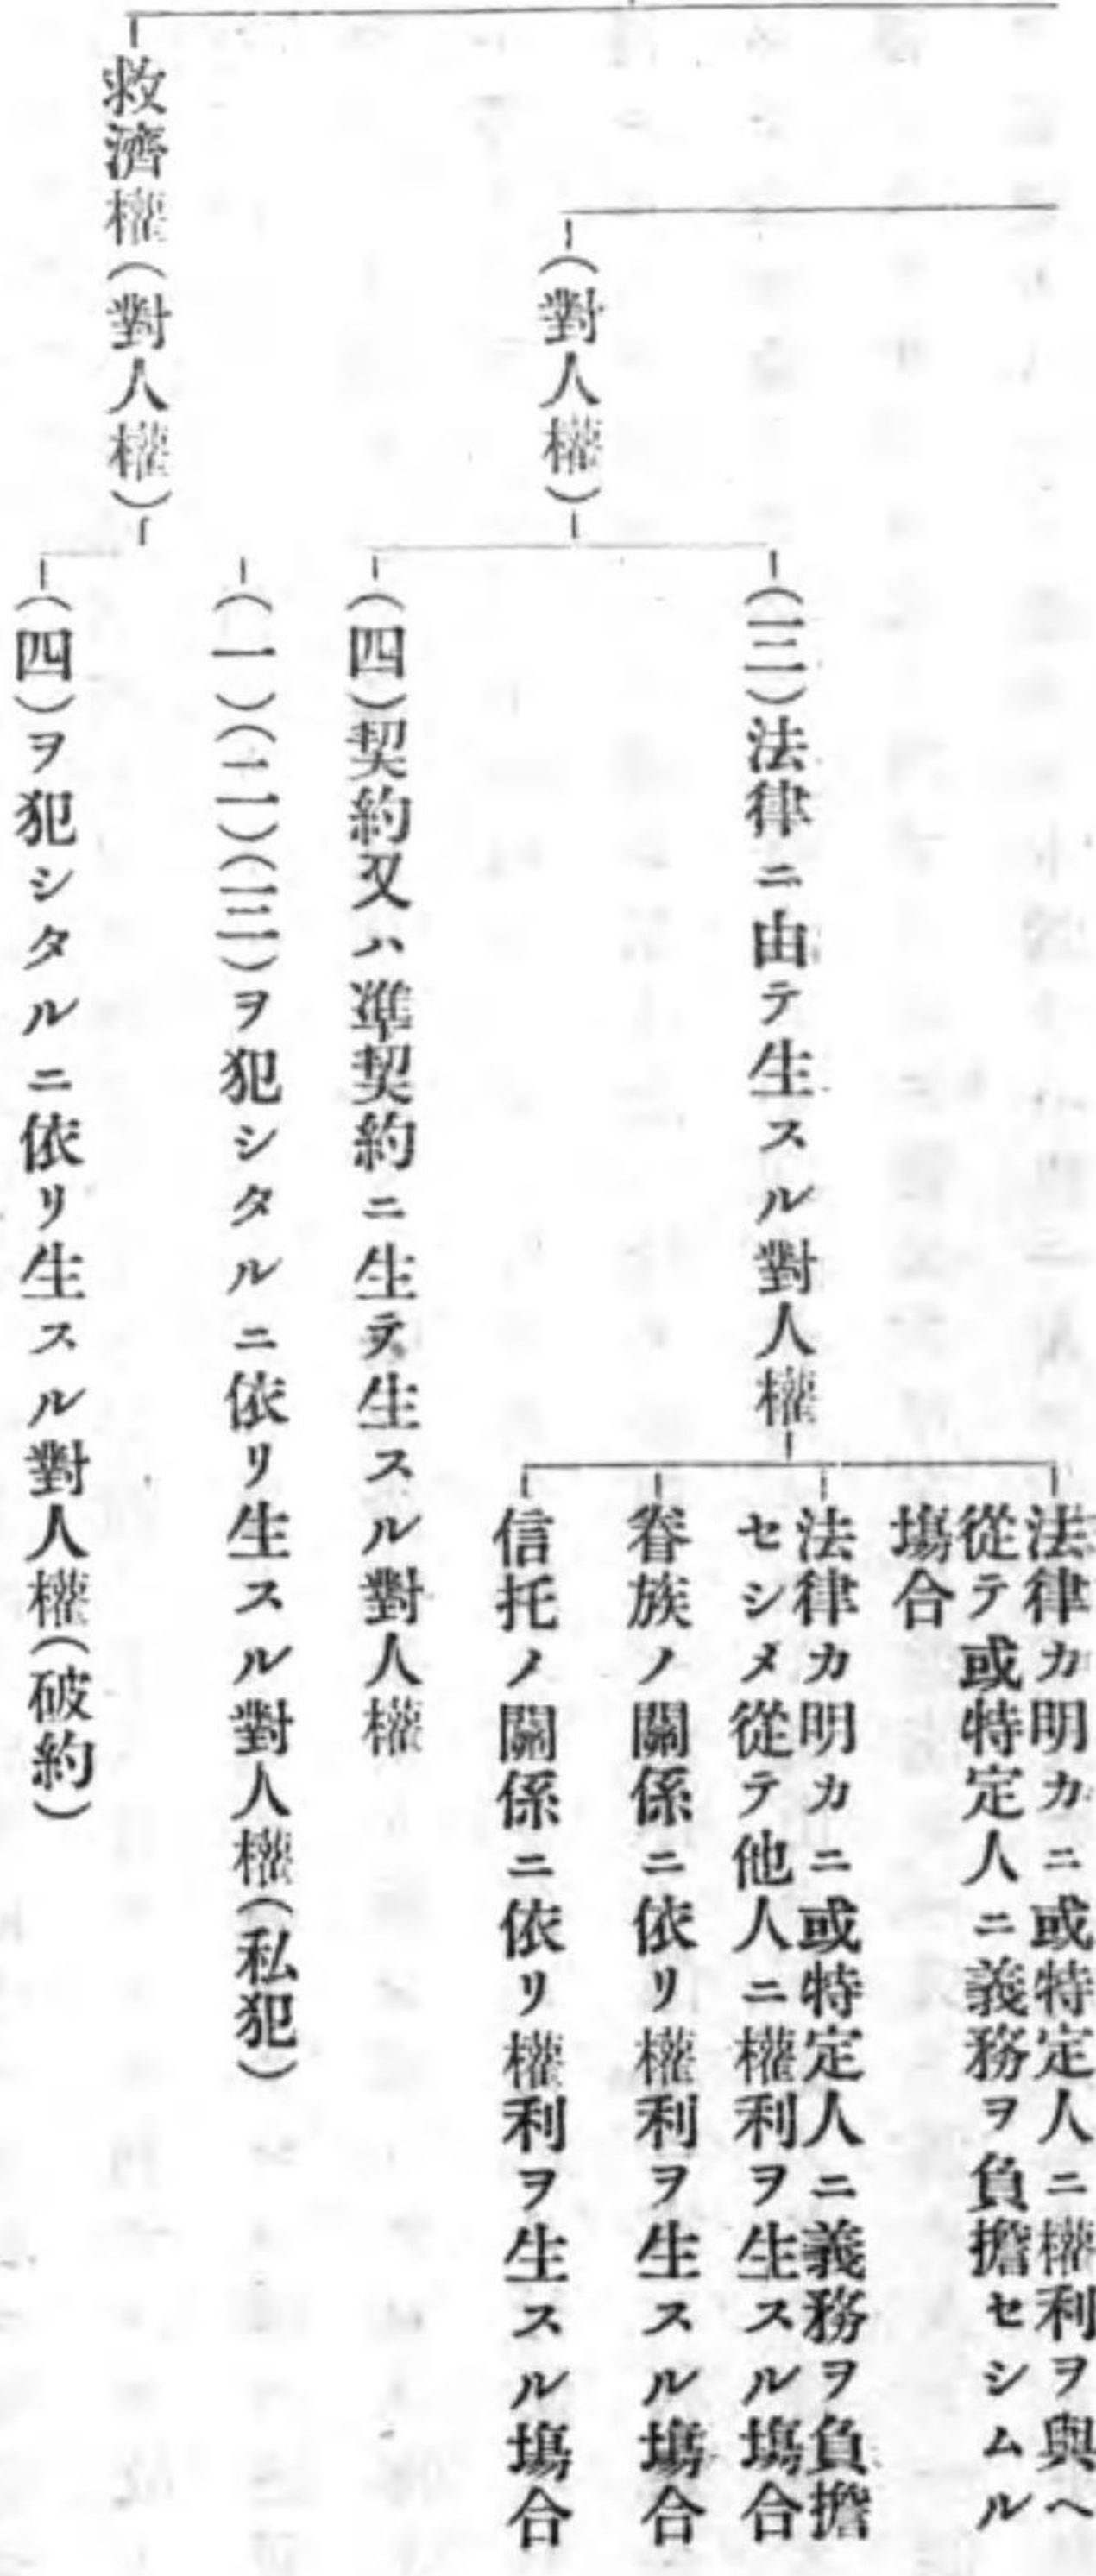 (對人權)
(三)法律ニ由テ生スル對人權
法律カ明カニ或特定人ニ權利ヲ與へ
從テ或特定人ニ義務ヲ負擔セシムル
塲合
法律カ明カニ或特定人ニ義務ヲ負擔
セシメ從テ他人ニ權利ヲ生スル塲合
眷族ノ關係ニ依リ權利ヲ生スル塲合
信托ノ關係ニ依リ權利ヲ生スル塲合
(四)契約又ハ準契約ニ生テ生スル對人權
救濟權(對人權)
(一)(二)(三)ヲ犯シタルニ依リ生スル對人權(私犯)
(四)ヲ犯シタルニ依リ生スル對人權(破約)